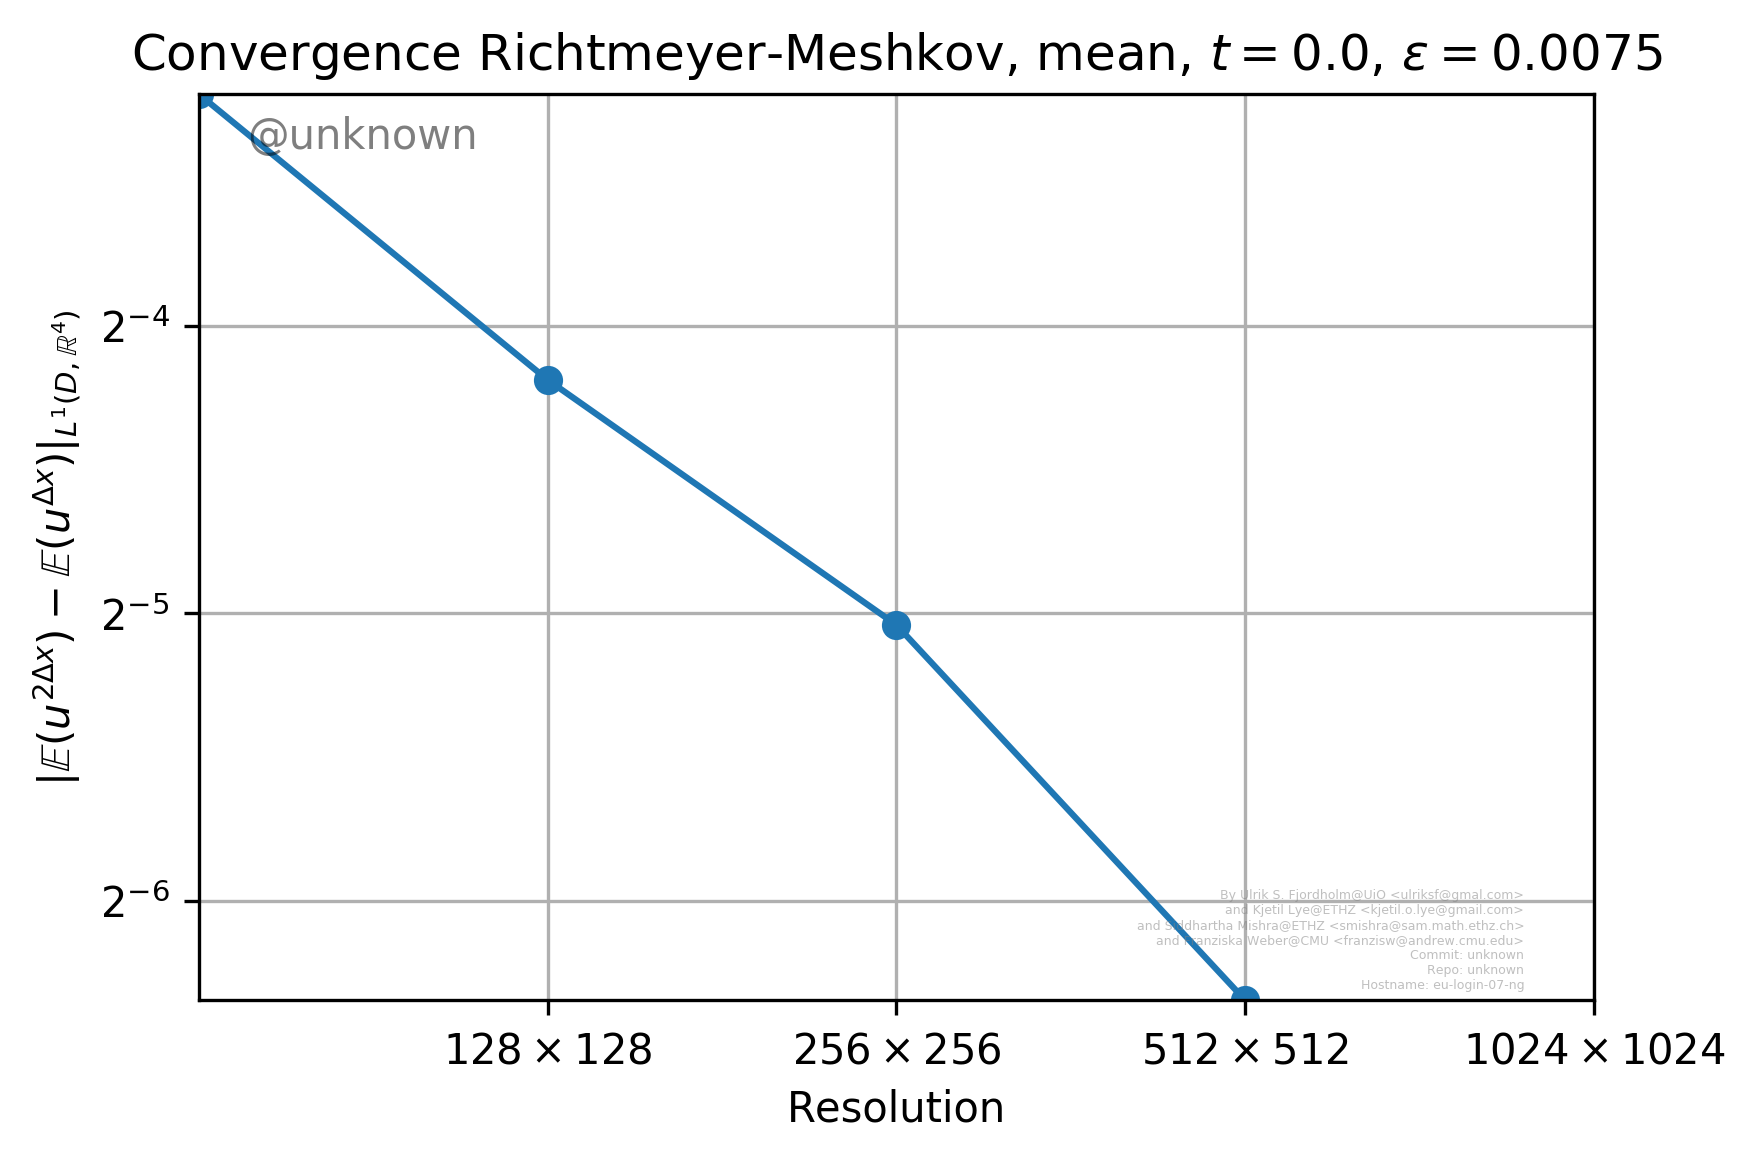 Convergence Richtmeyer-Meshkov, mean, t = 0.0, ε = 0.0075
@unknown
|𝔼(u^{2Δx}) − 𝔼(u^{Δx})|_{L^1(D, ℝ^4)}
2^{−4}
2^{−5}
2^{−6}
By Ulrik S. Fjordholm@UiO <ulriksf@gmal.com>
and Kjetil Lye@ETHZ <kjetil.o.lye@gmail.com>
and Siddhartha Mishra@ETHZ <smishra@sam.math.ethz.ch>
and Franziska Weber@CMU <franzisw@andrew.cmu.edu>
Commit: unknown
Repo: unknown
Hostname: eu-login-07-ng
128 × 128 256 × 256 512 × 512 1024 × 1024
Resolution